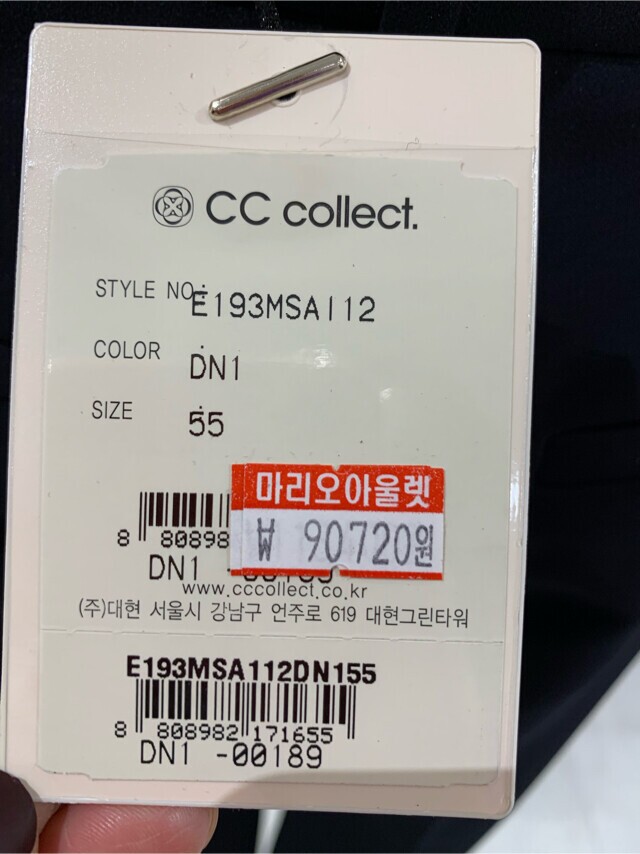 CC collect.
STYLE NO : E193MSA112
COLOR : DN1
SIZE : 55
마리오아울렛
₩ 90720원
8 80898
DN1 -00189
www.cccollect.co.kr
(주)대현 서울시 강남구 언주로 619 대현그린타워
E193MSA112DN155
8 808982 171655
DN1 -00189